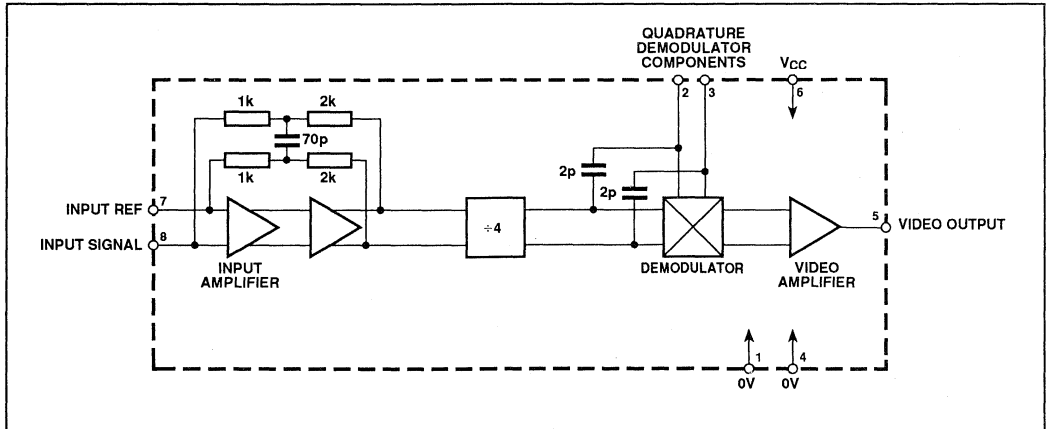 QUADRATURE
DEMODULATOR
COMPONENTS
VCC
2
3
6
1k
2k
70p
1k
2k
2p
2p
INPUT REF
7
INPUT SIGNAL
8
÷4
5
VIDEO OUTPUT
INPUT
AMPLIFIER
DEMODULATOR
VIDEO
AMPLIFIER
1
4
0V
0V